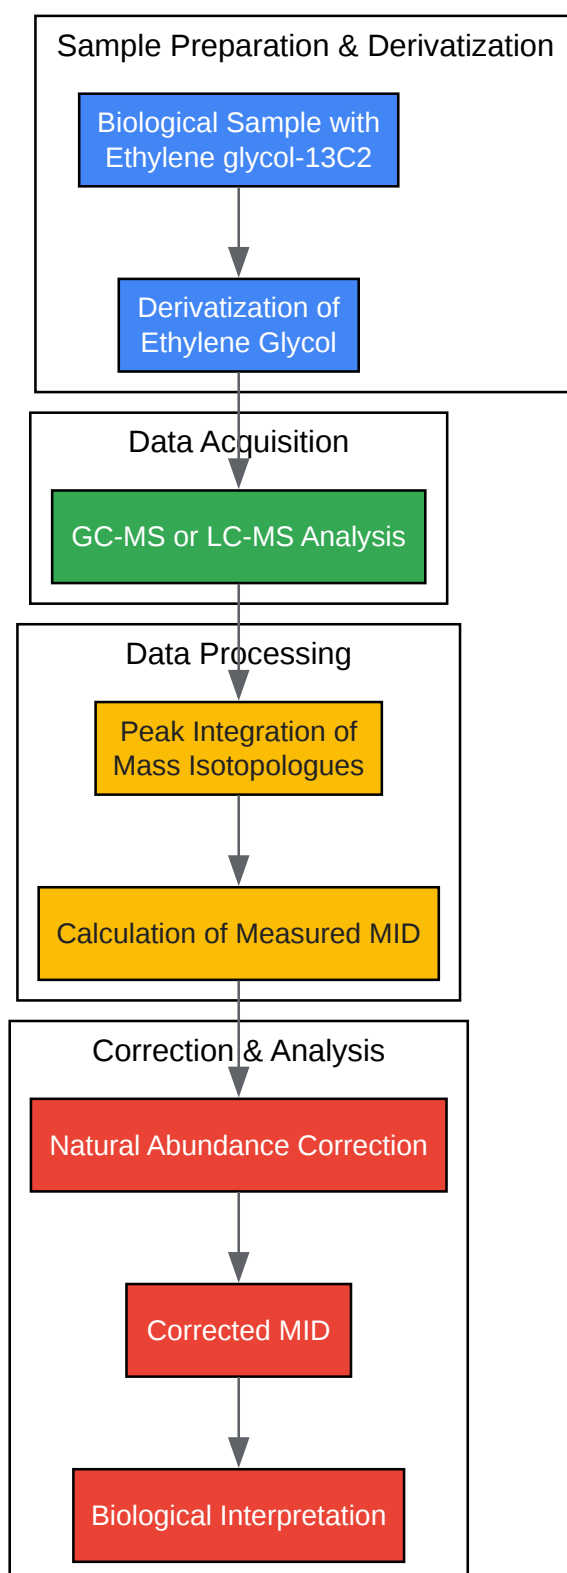 Sample Preparation & Derivatization
Biological Sample with
Ethylene glycol-13C2
Derivatization of
Ethylene Glycol
Data Acquisition
GC-MS or LC-MS Analysis
Data Processing
Peak Integration of
Mass Isotopologues
Calculation of Measured MID
Correction & Analysis
Natural Abundance Correction
Corrected MID
Biological Interpretation